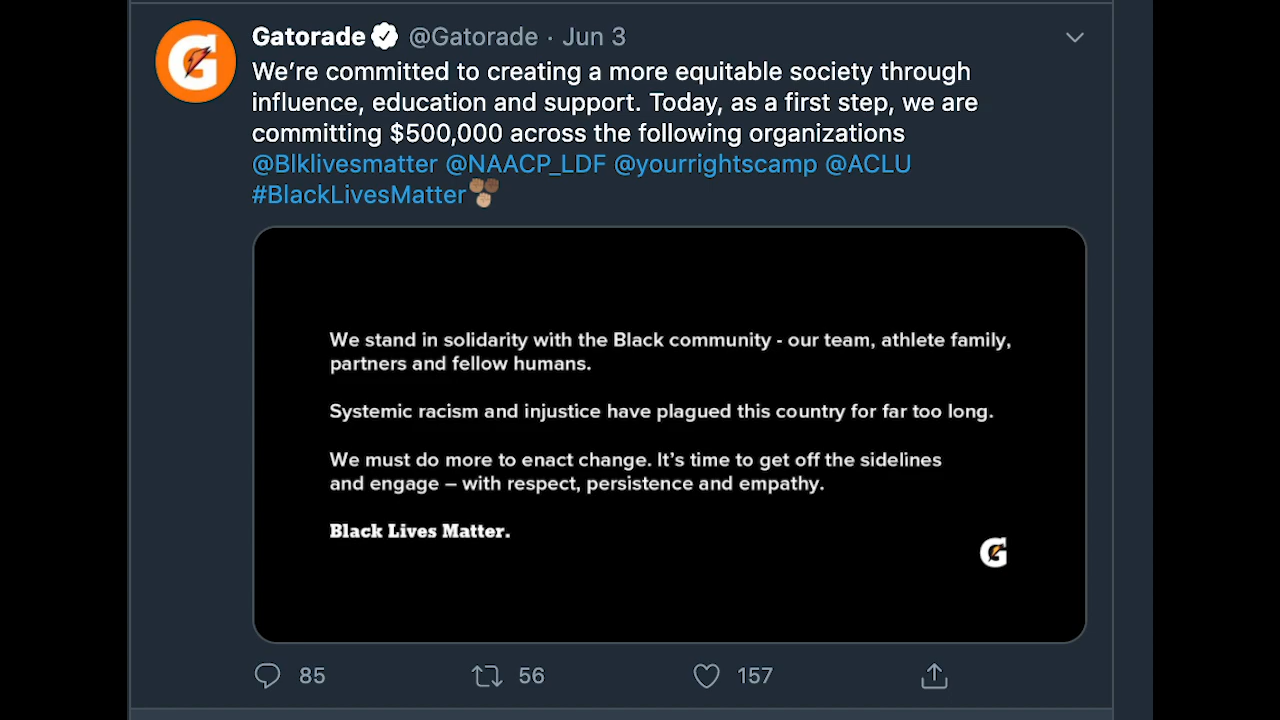 Gatorade @Gatorade · Jun 3
We’re committed to creating a more equitable society through
influence, education and support. Today, as a first step, we are
committing $500,000 across the following organizations
@Blklivesmatter @NAACP_LDF @yourrightscamp @ACLU
#BlackLivesMatter
We stand in solidarity with the Black community - our team, athlete family,
partners and fellow humans.
Systemic racism and injustice have plagued this country for far too long.
We must do more to enact change. It’s time to get off the sidelines
and engage – with respect, persistence and empathy.
Black Lives Matter.
G
85 56 157